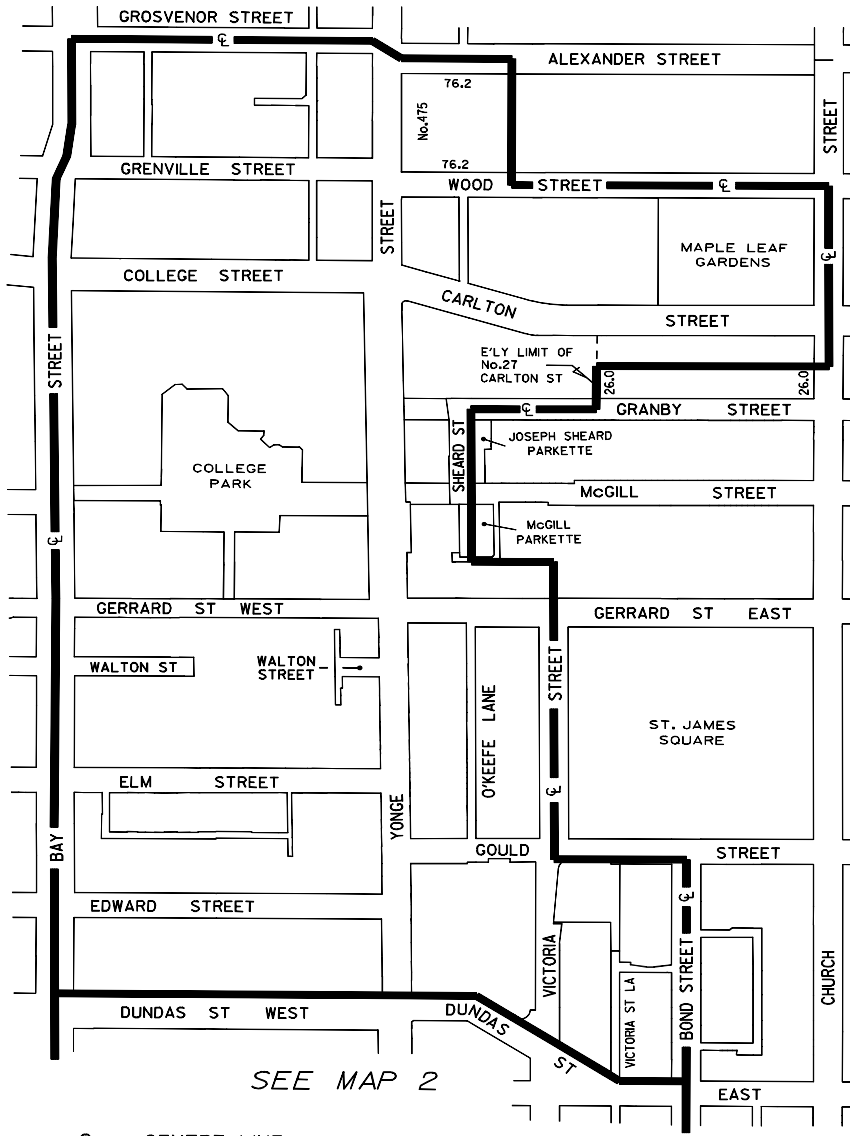 GROSVENOR STREET
℄
ALEXANDER STREET
76.2
No.475
STREET
76.2
GRENVILLE STREET
WOOD STREET
℄
STREET
MAPLE LEAF
GARDENS
℄
COLLEGE STREET
CARLTON
STREET
E'LY LIMIT OF
No.27
CARLTON ST
STREET
26.0
26.0
℄
GRANBY STREET
SHEARD ST
JOSEPH SHEARD
PARKETTE
COLLEGE
PARK
McGILL STREET
℄
McGILL
PARKETTE
GERRARD ST WEST
GERRARD ST EAST
WALTON ST
WALTON
STREET
STREET
O'KEEFE LANE
ST. JAMES
SQUARE
ELM STREET
℄
YONGE
BAY
GOULD
STREET
℄
EDWARD STREET
VICTORIA
BOND STREET
CHURCH
VICTORIA ST LA
DUNDAS ST WEST
DUNDAS
ST
SEE MAP 2
EAST